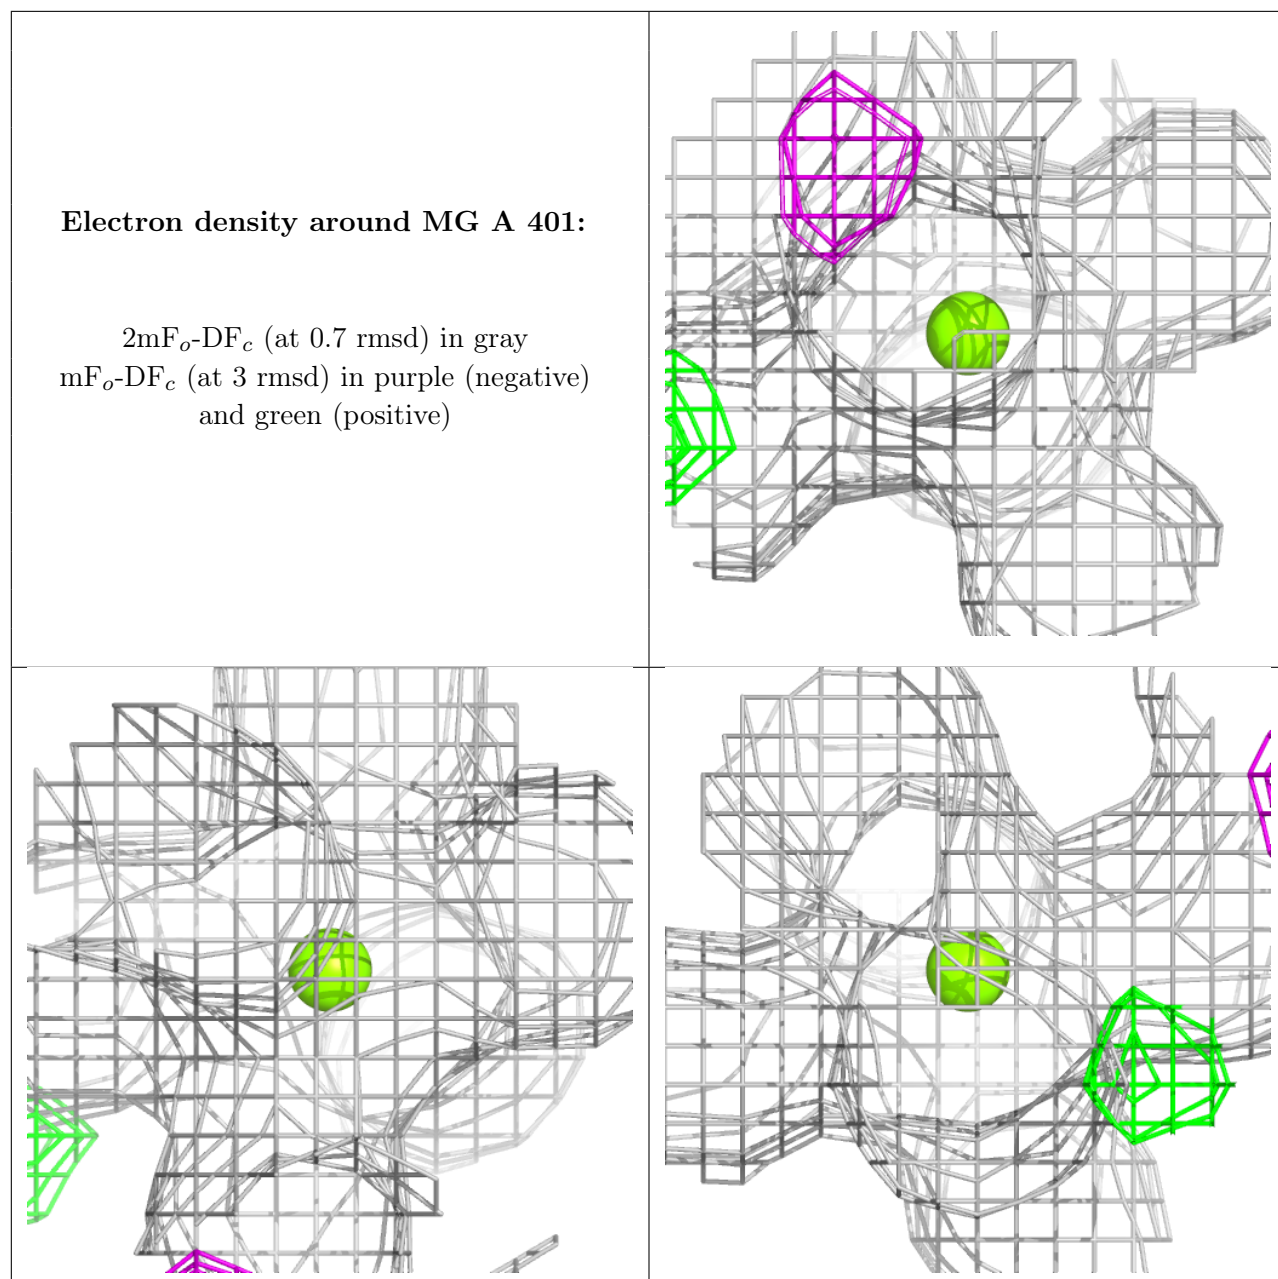 Electron density around MG A 401:
2mFo-DFc (at 0.7 rmsd) in gray
mFo-DFc (at 3 rmsd) in purple (negative)
and green (positive)